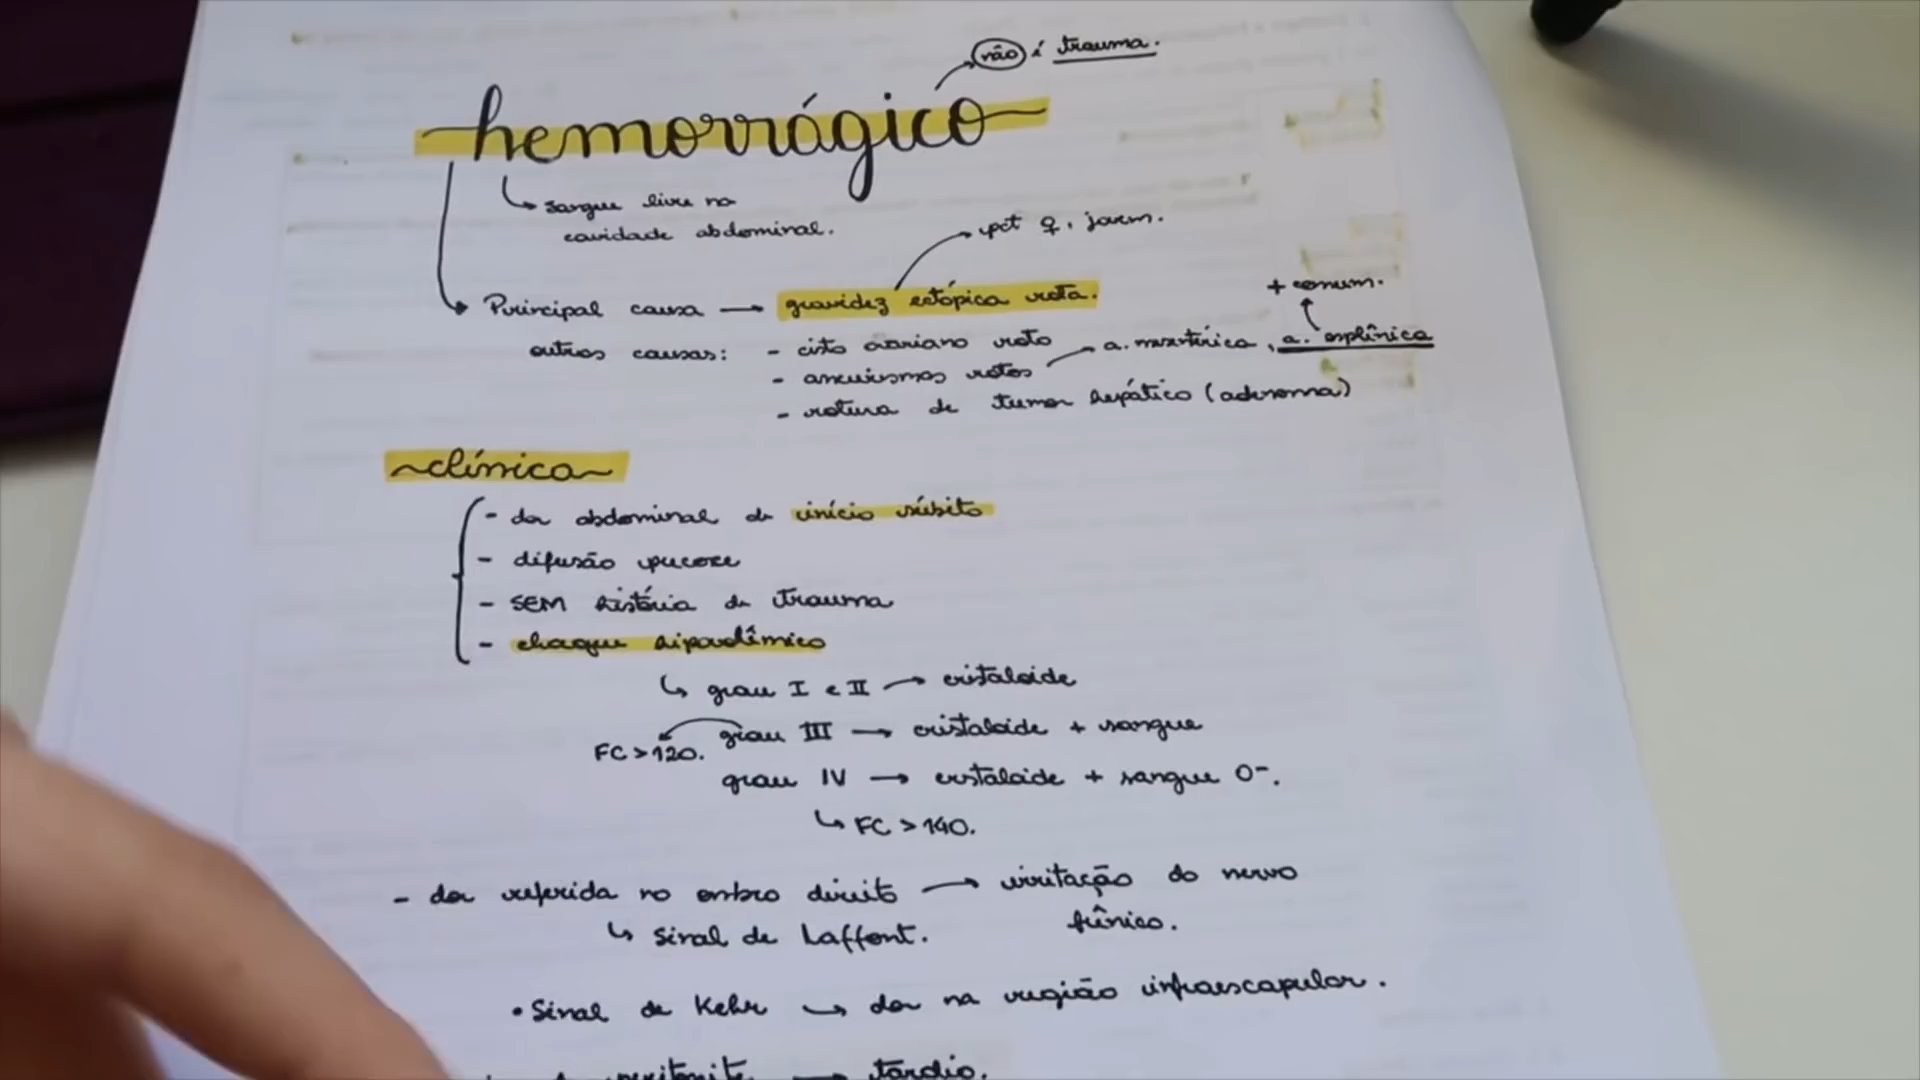 não é trauma.
hemorrágico
sangue livre na
cavidade abdominal.
pct ♀, jovem.
Principal causa → gravidez ectópica rota.
+ comum.
outras causas: - cisto ovariano roto
- aneurismas rotos → a. mesentérica, a. esplênica
- rotura de tumor hepático (adenoma)
~clínica~
- dor abdominal de início súbito
- difusão precoce
- SEM história de trauma
- choque hipovolêmico
↳ grau I e II → cristaloide
grau III → cristaloide + sangue
FC > 120.
grau IV → cristaloide + sangue O-.
↳ FC > 140.
- dor referida no ombro direito → irritação do nervo
frênico.
↳ Sinal de Laffont.
• Sinal de Kehr → dor na região infraescapular.
peritonite → tardio.